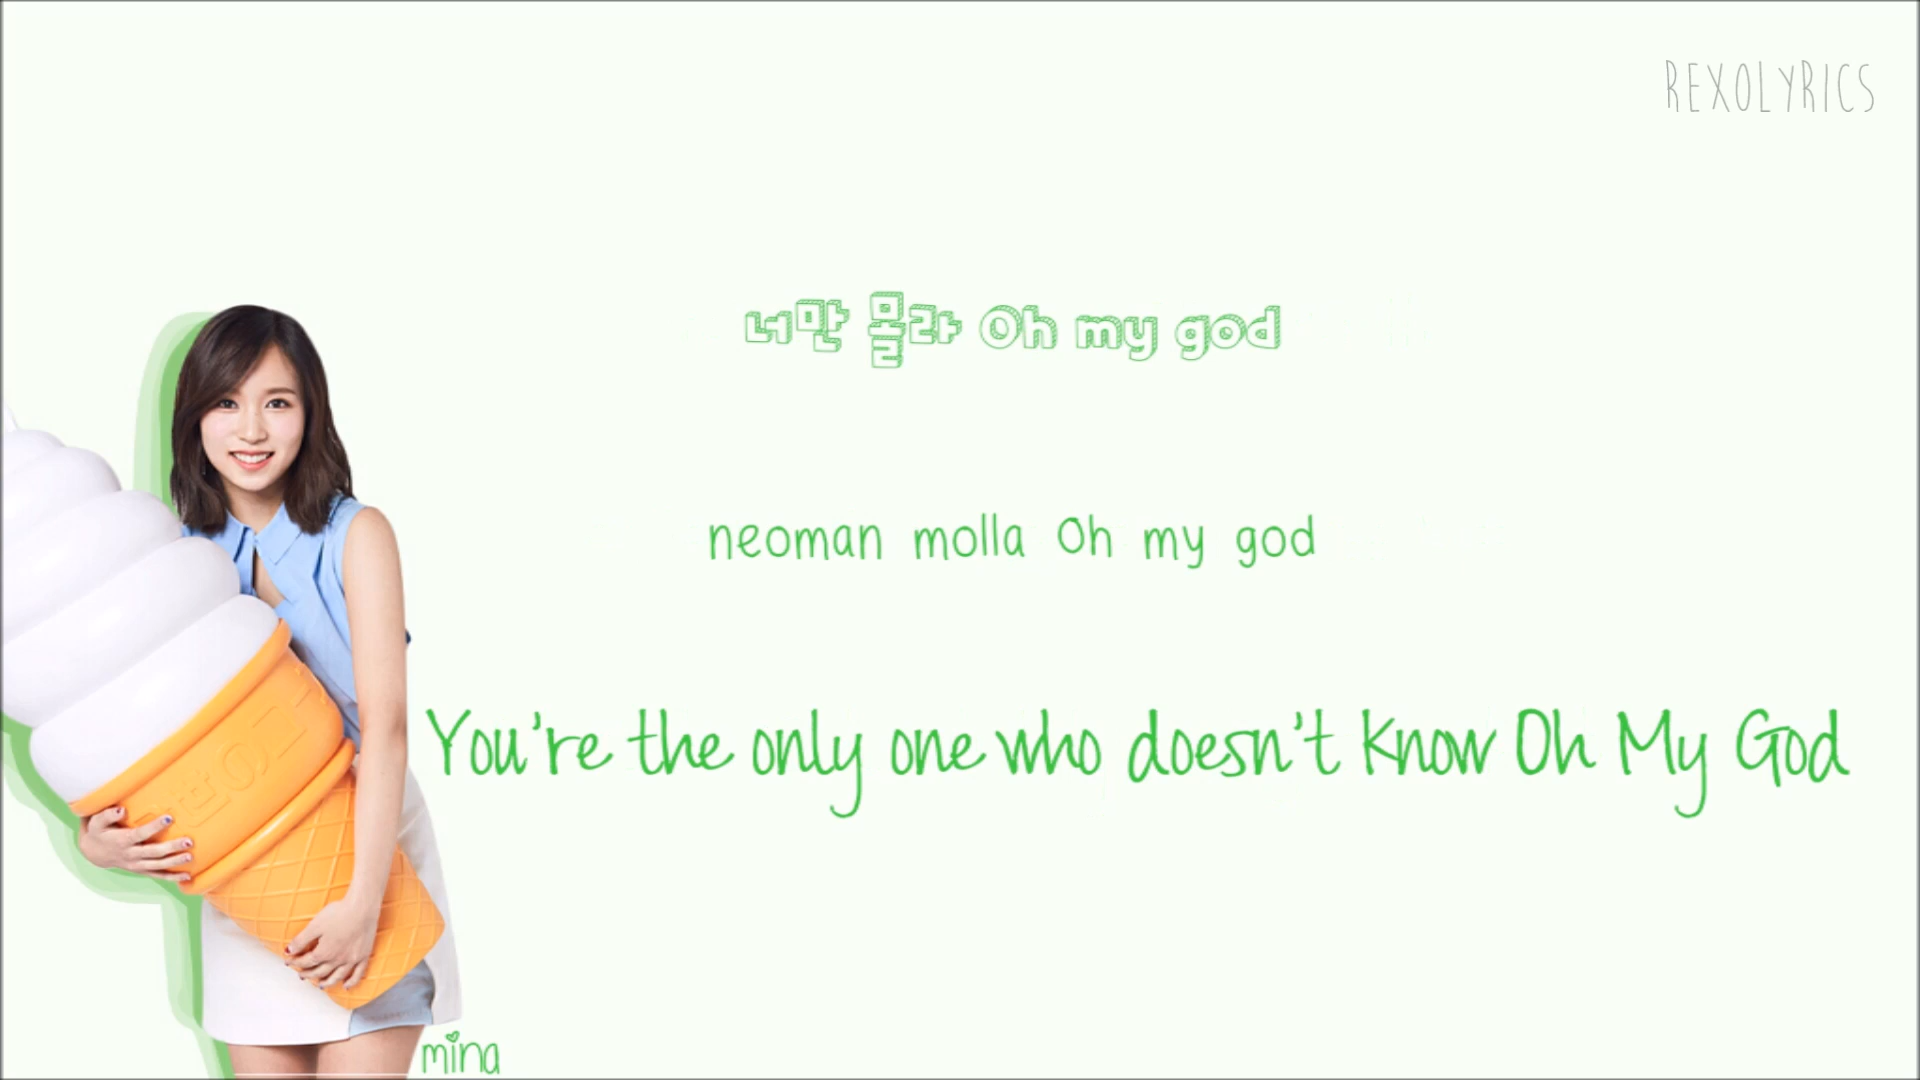 REXOLYRICS
너만 몰라 Oh my god
neoman molla Oh my god
You're the only one who doesn't know Oh My God
mina